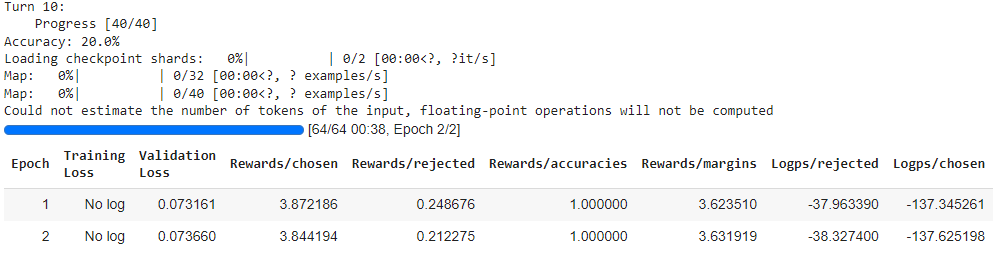 Turn 10:
Progress [40/40]
Accuracy: 20.0%
Loading checkpoint shards:   0%|          | 0/2 [00:00<?, ?it/s]
Map:   0%|          | 0/32 [00:00<?, ? examples/s]
Map:   0%|          | 0/40 [00:00<?, ? examples/s]
Could not estimate the number of tokens of the input, floating-point operations will not be computed
[64/64 00:38, Epoch 2/2]
Epoch Training Loss Validation Loss Rewards/chosen Rewards/rejected Rewards/accuracies Rewards/margins Logps/rejected Logps/chosen
1 No log 0.073161 3.872186 0.248676 1.000000 3.623510 -37.963390 -137.345261
2 No log 0.073660 3.844194 0.212275 1.000000 3.631919 -38.327400 -137.625198